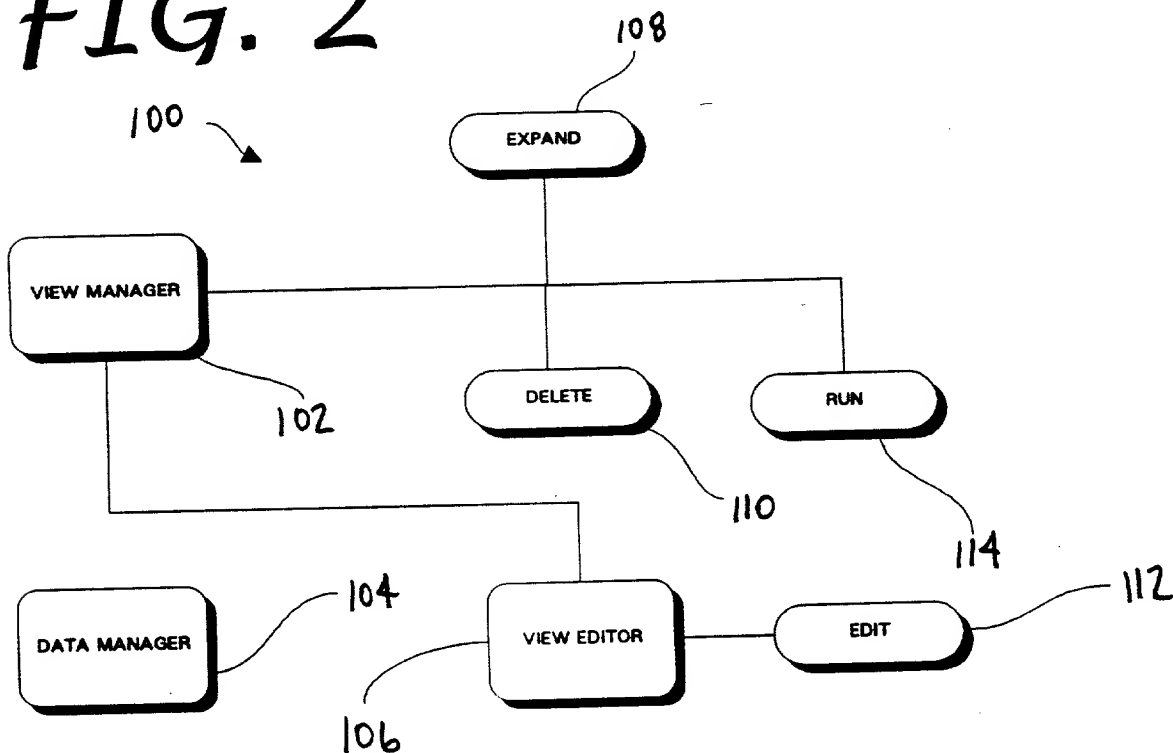 FIG. 2
108
100
EXPAND
VIEW MANAGER
102
DELETE
RUN
110
114
104
112
DATA MANAGER
VIEW EDITOR
EDIT
106